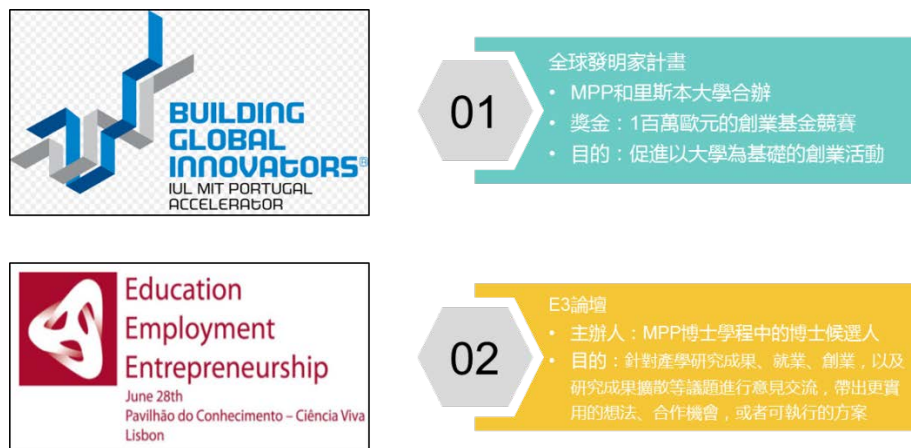 BUILDING
GLOBAL
INNOVAtORS®
IUL MIT PORTUGAL
ACCELERAtOR
01
全球發明家計畫
• MPP和里斯本大學合辦
• 獎金：1百萬歐元的創業基金競賽
• 目的：促進以大學為基礎的創業活動
Education
Employment
Entrepreneurship
June 28th
Pavilhão do Conhecimento – Ciência Viva
Lisbon
02
E3論壇
• 主辦人：MPP博士學程中的博士候選人
• 目的：針對產學研究成果、就業、創業，以及
研究成果擴散等議題進行意見交流，帶出更實
用的想法、合作機會，或者可執行的方案